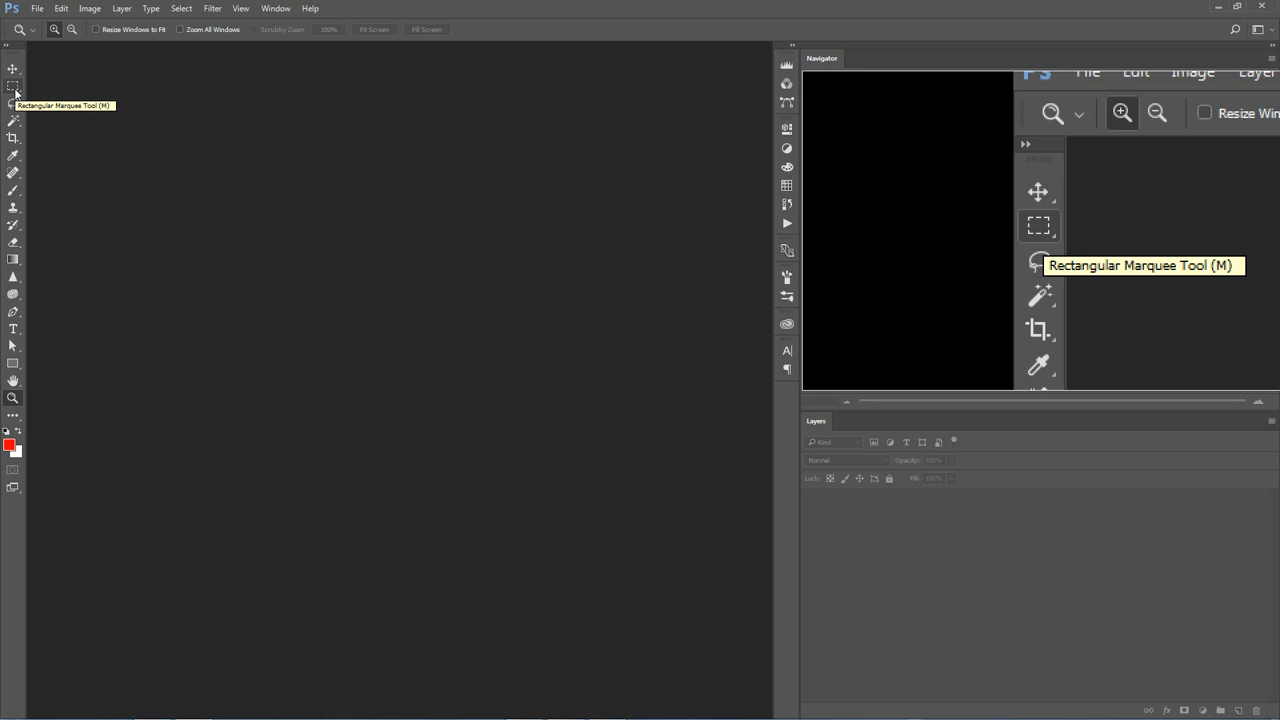 Ps File Edit Image Layer Type Select Filter View Window Help
Resize Windows to Fit Zoom All Windows Scrubby Zoom 100% Fit Screen Fill Screen
Navigator
Ps File Edit Image Layer
Resize Win
Rectangular Marquee Tool (M)
Rectangular Marquee Tool (M)
T
A|
¶
Layers
Kind T
Normal Opacity: 100%
Lock: Fill: 100%
fx